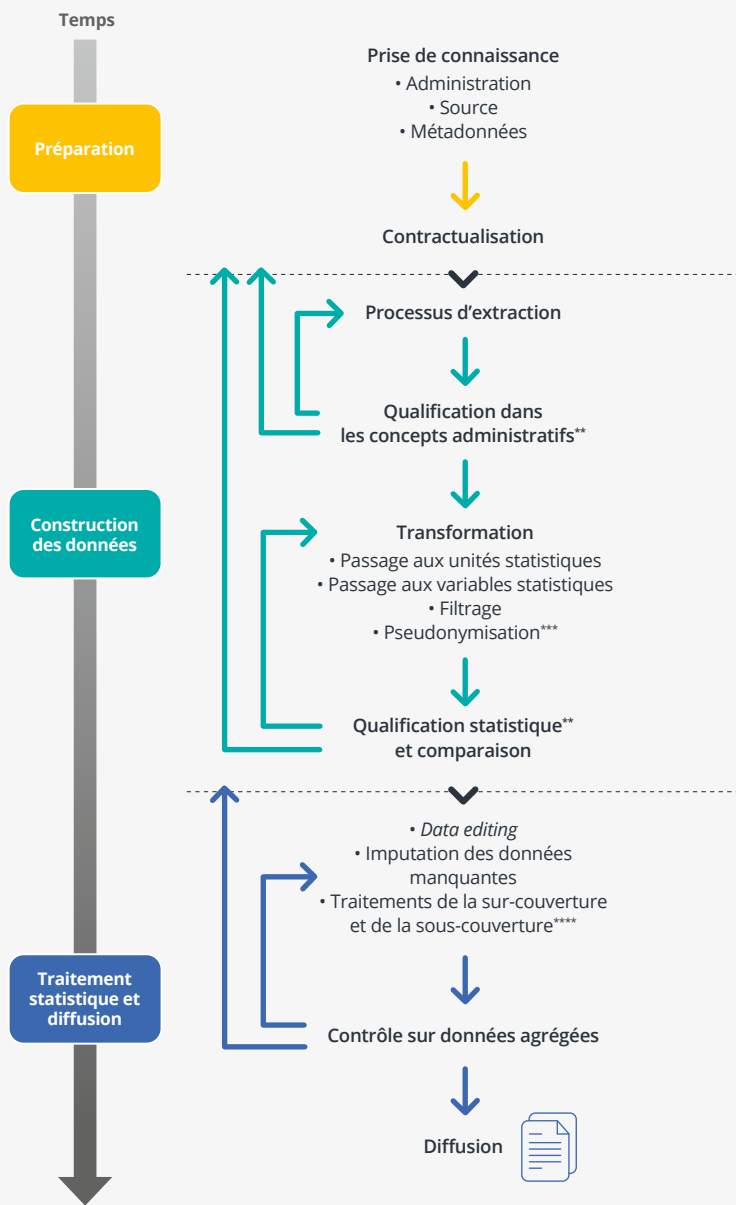 Temps
Prise de connaissance
• Administration
• Source
• Métadonnées
Préparation
Contractualisation
Processus d'extraction
Qualification dans
les concepts administratifs**
Construction
des données
Transformation
• Passage aux unités statistiques
• Passage aux variables statistiques
• Filtrage
• Pseudonymisation***
Qualification statistique**
et comparaison
• Data editing
• Imputation des données
manquantes
• Traitements de la sur-couverture
et de la sous-couverture****
Traitement
statistique et
diffusion
Contrôle sur données agrégées
Diffusion